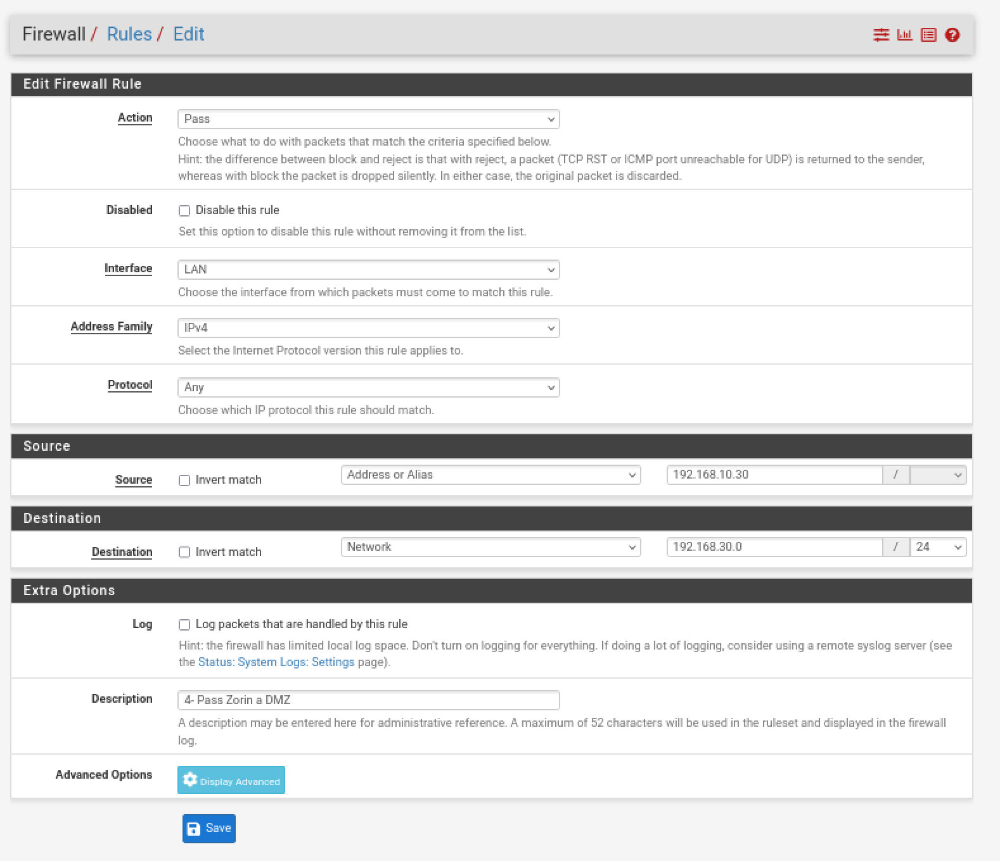 Firewall / Rules / Edit
Edit Firewall Rule
Action
Pass
Choose what to do with packets that match the criteria specified below.
Hint: the difference between block and reject is that with reject, a packet (TCP RST or ICMP port unreachable for UDP) is returned to the sender,
whereas with block the packet is dropped silently. In either case, the original packet is discarded.
Disabled
Disable this rule
Set this option to disable this rule without removing it from the list.
Interface
LAN
Choose the interface from which packets must come to match this rule.
Address Family
IPv4
Select the Internet Protocol version this rule applies to.
Protocol
Any
Choose which IP protocol this rule should match.
Source
Source Invert match Address or Alias 192.168.10.30 /
Destination
Destination Invert match Network 192.168.30.0 / 24
Extra Options
Log
Log packets that are handled by this rule
Hint: the firewall has limited local log space. Don't turn on logging for everything. If doing a lot of logging, consider using a remote syslog server (see
the Status: System Logs: Settings page).
Description
4- Pass Zorin a DMZ
A description may be entered here for administrative reference. A maximum of 52 characters will be used in the ruleset and displayed in the firewall
log.
Advanced Options
Display Advanced
Save